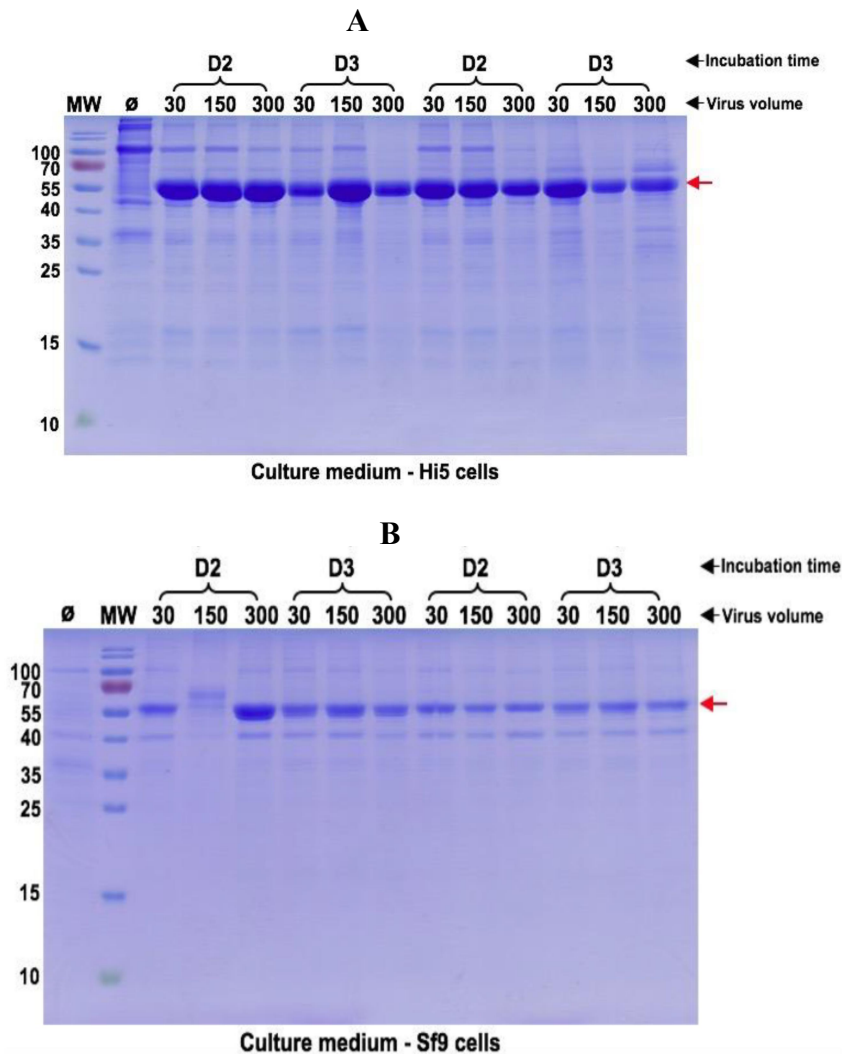 A
D2 D3 D2 D3 Incubation time
MW ø 30 150 300 30 150 300 30 150 300 30 150 300 Virus volume
100
70
55
40
35
25
15
10
Culture medium - Hi5 cells
B
D2 D3 D2 D3 Incubation time
ø MW 30 150 300 30 150 300 30 150 300 30 150 300 Virus volume
100
70
55
40
35
25
15
10
Culture medium - Sf9 cells